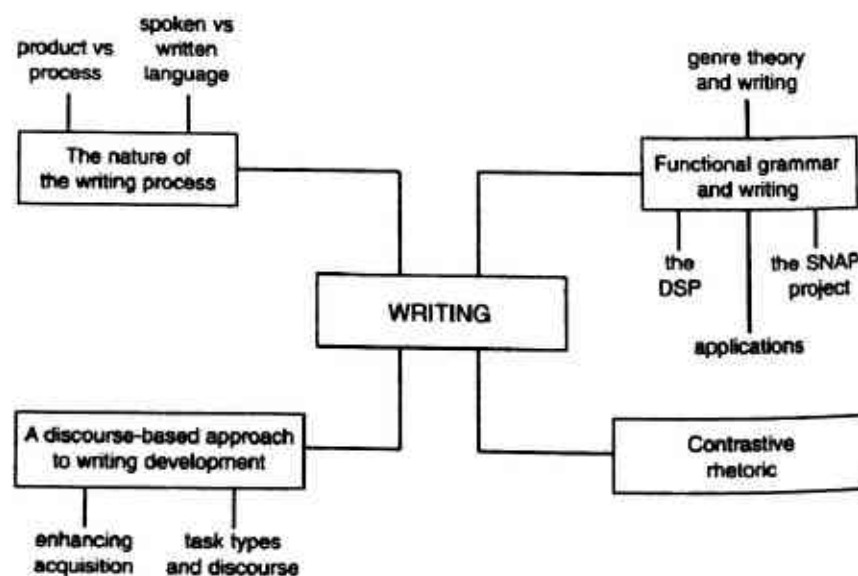 product vs
process
spoken vs
written
language
The nature of
the writing process
genre theory
and writing
Functional grammar
and writing
the
DSP
the SNAP
project
applications
WRITING
A discourse-based approach
to writing development
enhancing
acquisition
task types
and discourse
Contrastive
rhetoric